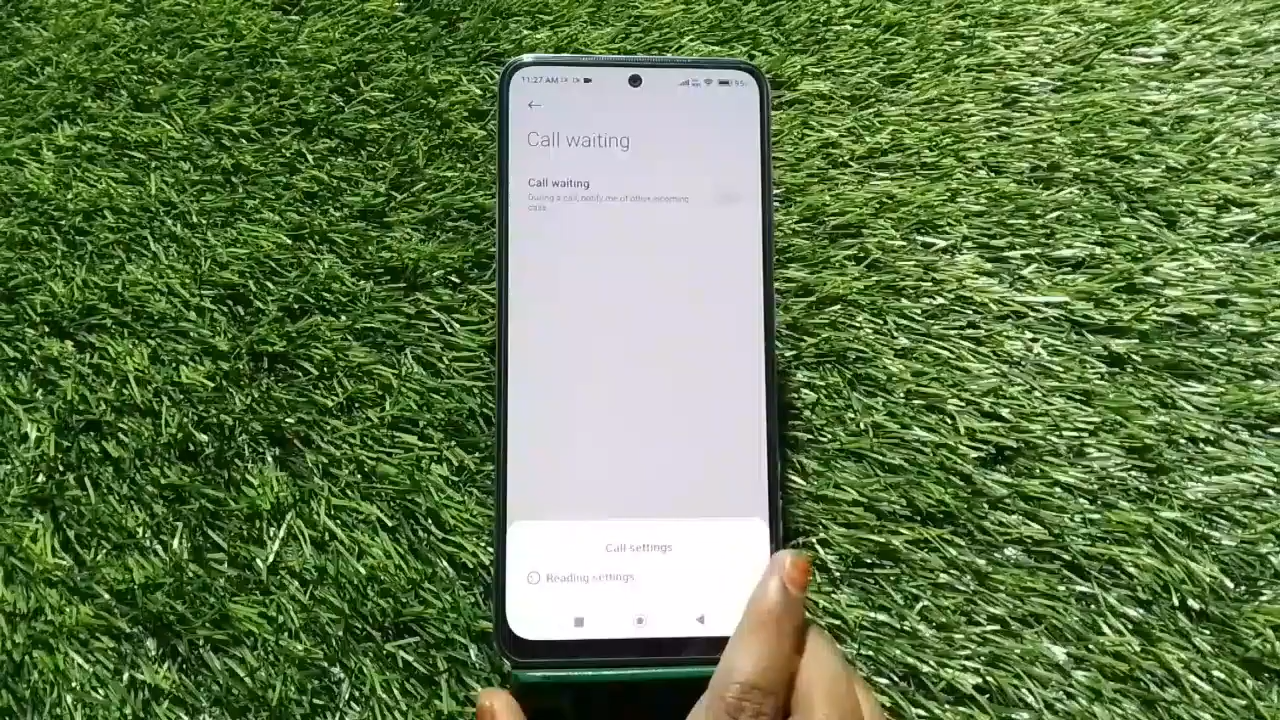 11:27 AM
Call waiting
Call waiting
During a call, notify me of other incoming
calls
Call settings
Reading settings